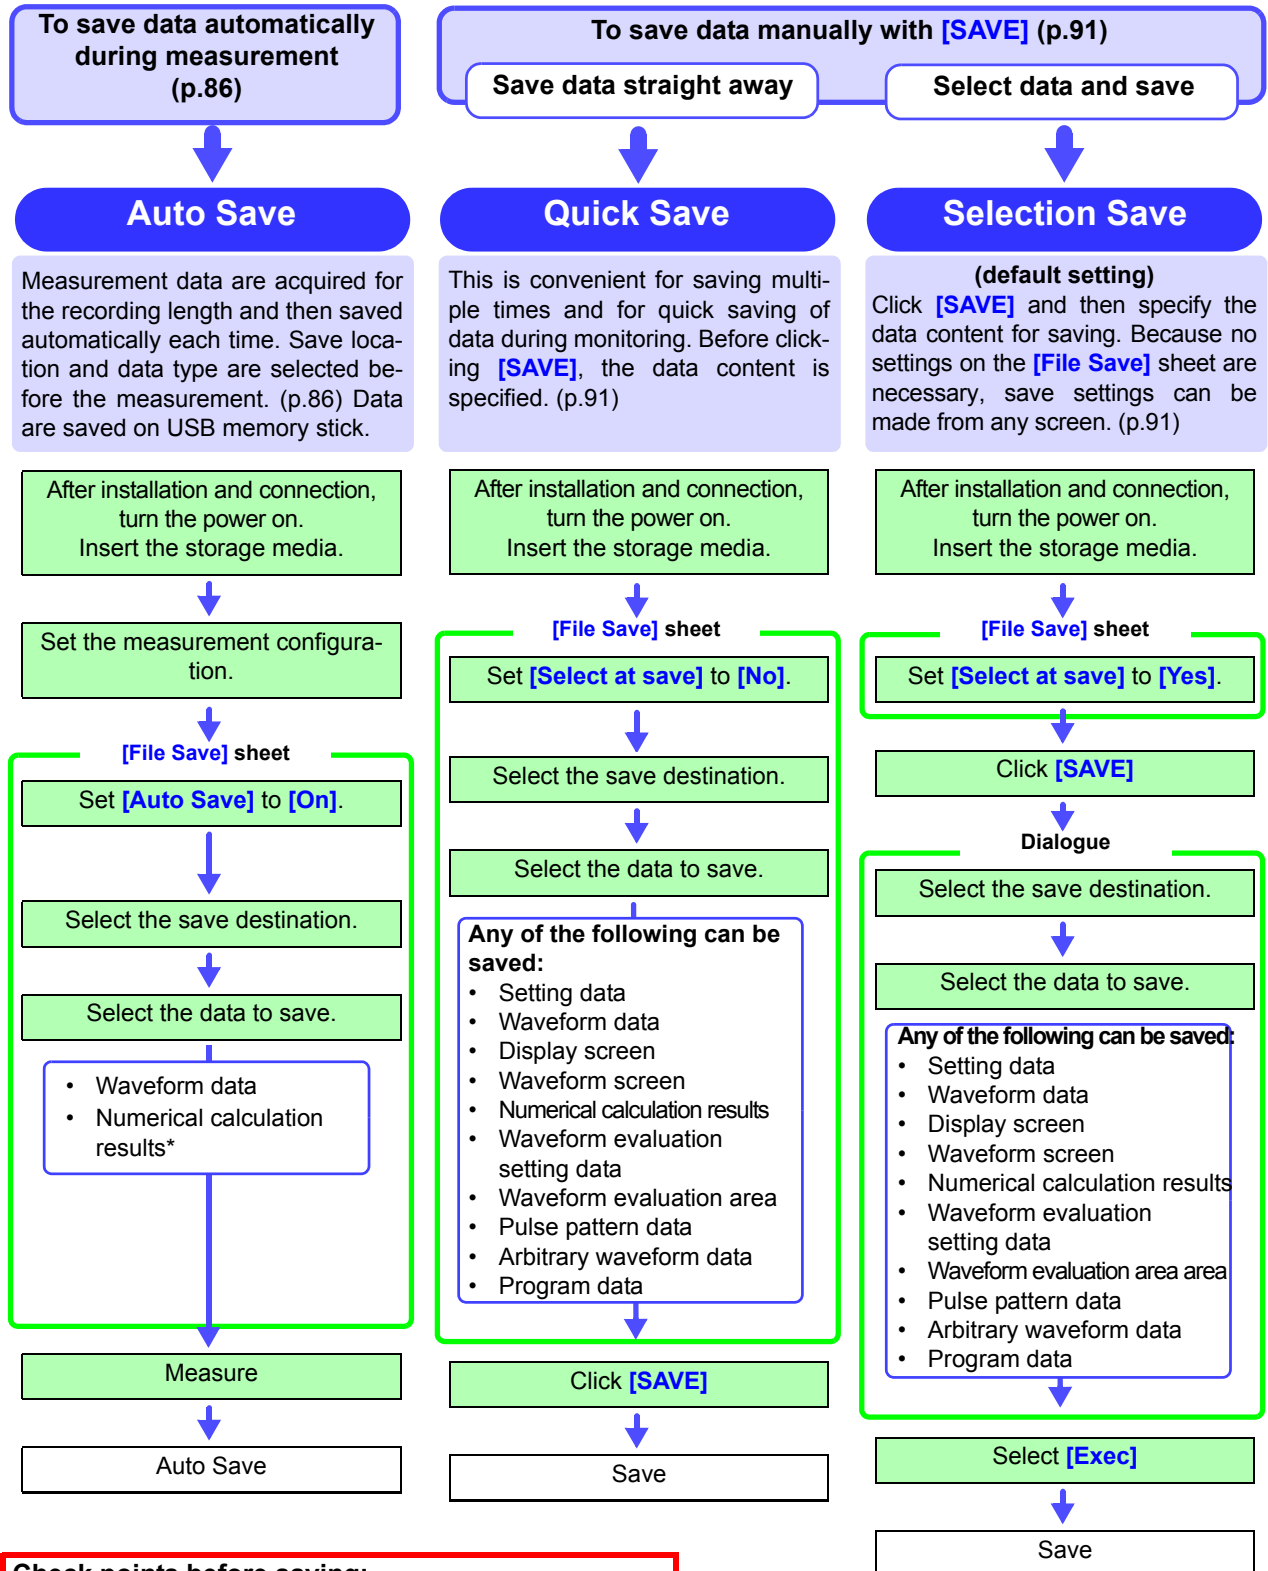 To save data automatically
during measurement
(p.86)
To save data manually with [SAVE] (p.91)
Save data straight away
Select data and save
Auto Save
Measurement data are acquired for
the recording length and then saved
automatically each time. Save loca-
tion and data type are selected be-
fore the measurement. (p.86) Data
are saved on USB memory stick.
After installation and connection,
turn the power on.
Insert the storage media.
Set the measurement configura-
tion.
[File Save] sheet
Set [Auto Save] to [On].
Select the save destination.
Select the data to save.
• Waveform data
• Numerical calculation
results*
Measure
Auto Save
Quick Save
This is convenient for saving multi-
ple times and for quick saving of
data during monitoring. Before click-
ing [SAVE], the data content is
specified. (p.91)
After installation and connection,
turn the power on.
Insert the storage media.
[File Save] sheet
Set [Select at save] to [No].
Select the save destination.
Select the data to save.
Any of the following can be
saved:
• Setting data
• Waveform data
• Display screen
• Waveform screen
• Numerical calculation results
• Waveform evaluation
setting data
• Waveform evaluation area
• Pulse pattern data
• Arbitrary waveform data
• Program data
Click [SAVE]
Save
Selection Save
(default setting)
Click [SAVE] and then specify the
data content for saving. Because no
settings on the [File Save] sheet are
necessary, save settings can be
made from any screen. (p.91)
After installation and connection,
turn the power on.
Insert the storage media.
[File Save] sheet
Set [Select at save] to [Yes].
Click [SAVE]
Dialogue
Select the save destination.
Select the data to save.
Any of the following can be saved:
• Setting data
• Waveform data
• Display screen
• Waveform screen
• Numerical calculation results
• Waveform evaluation
setting data
• Waveform evaluation area area
• Pulse pattern data
• Arbitrary waveform data
• Program data
Select [Exec]
Save
Check points before saving: